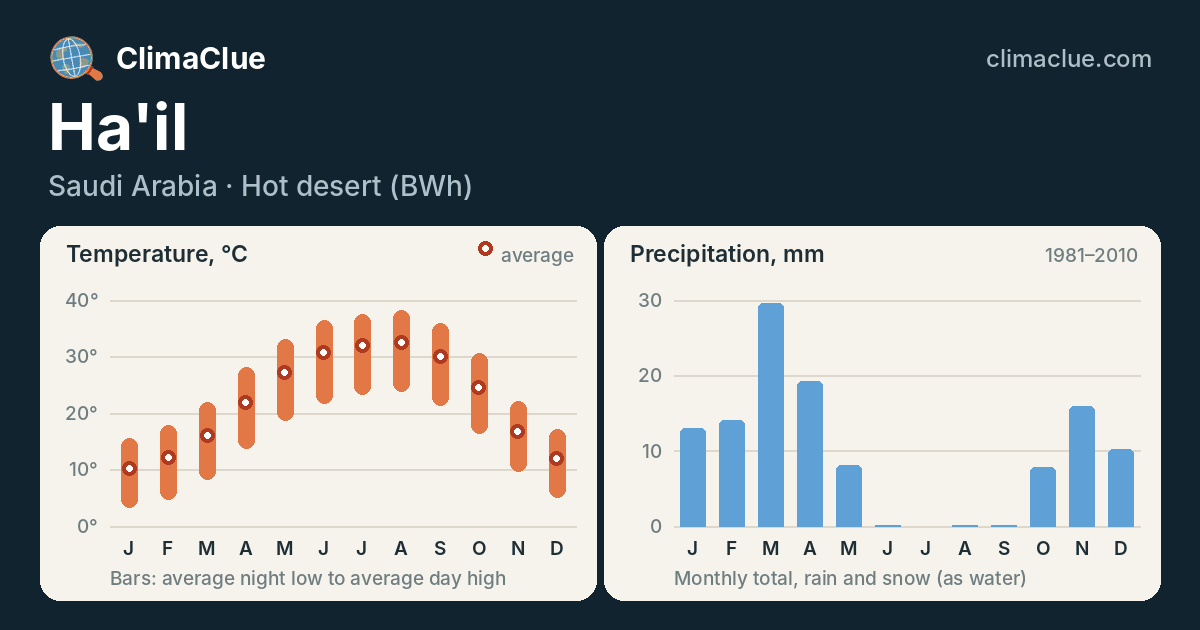 ClimaClue
climaclue.com
Ha'il
Saudi Arabia · Hot desert (BWh)
Temperature, °C
average
40°
30°
20°
10°
0°
J F M A M J J A S O N D
Bars: average night low to average day high
Precipitation, mm
1981–2010
30
20
10
0
J F M A M J J A S O N D
Monthly total, rain and snow (as water)